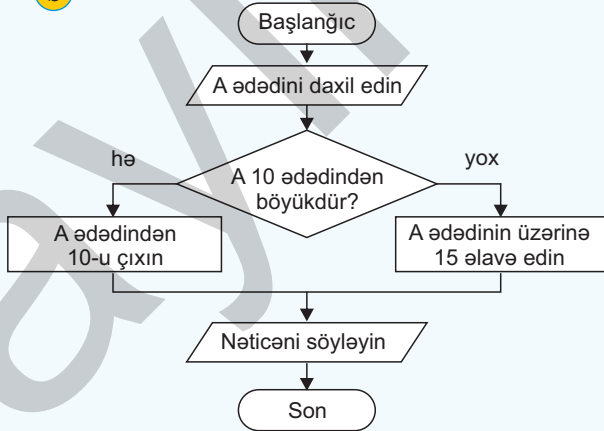 Başlanğıc
A ədədini daxil edin
hə
A 10 ədədindən
böyükdür?
yox
A ədədindən
10-u çıxın
A ədədinin üzərinə
15 əlavə edin
Nəticəni söyləyin
Son